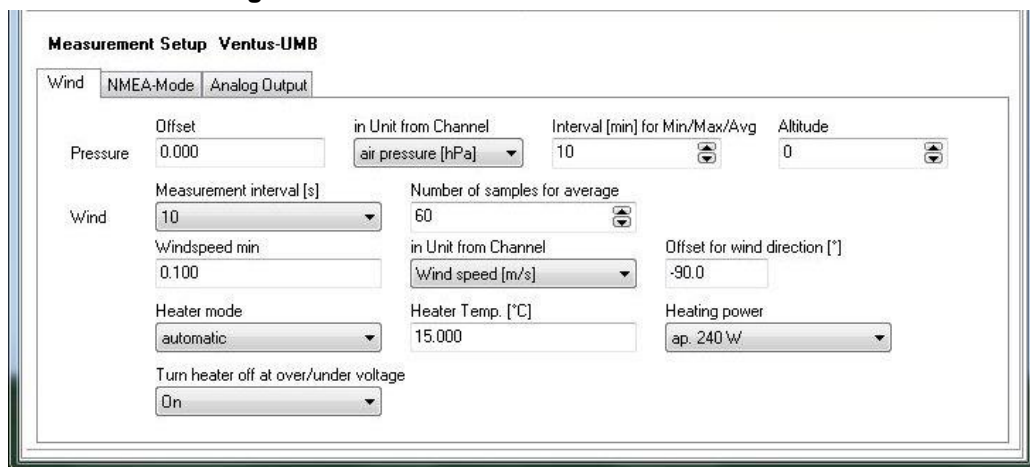 Measurement Setup Ventus-UMB
Wind NMEA-Mode Analog Output
Offset in Unit from Channel Interval [min] for Min/Max/Avg Altitude
Pressure 0.000 air pressure [hPa] 10 0
Measurement interval [s] Number of samples for average
Wind 10 60
Windspeed min in Unit from Channel Offset for wind direction [°]
0.100 Wind speed [m/s] -90.0
Heater mode Heater Temp. [°C] Heating power
automatic 15.000 ap. 240 W
Turn heater off at over/under voltage
On